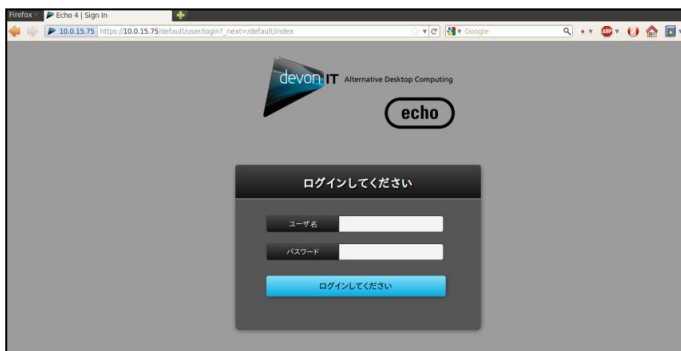 Firefox
Echo 4 | Sign In
10.0.15.75 https://10.0.15.75/default/user/login?_next=/default/index
Google
ABP
devon IT Alternative Desktop Computing
echo
ログインしてください
ユーザ名
パスワード
ログインしてください